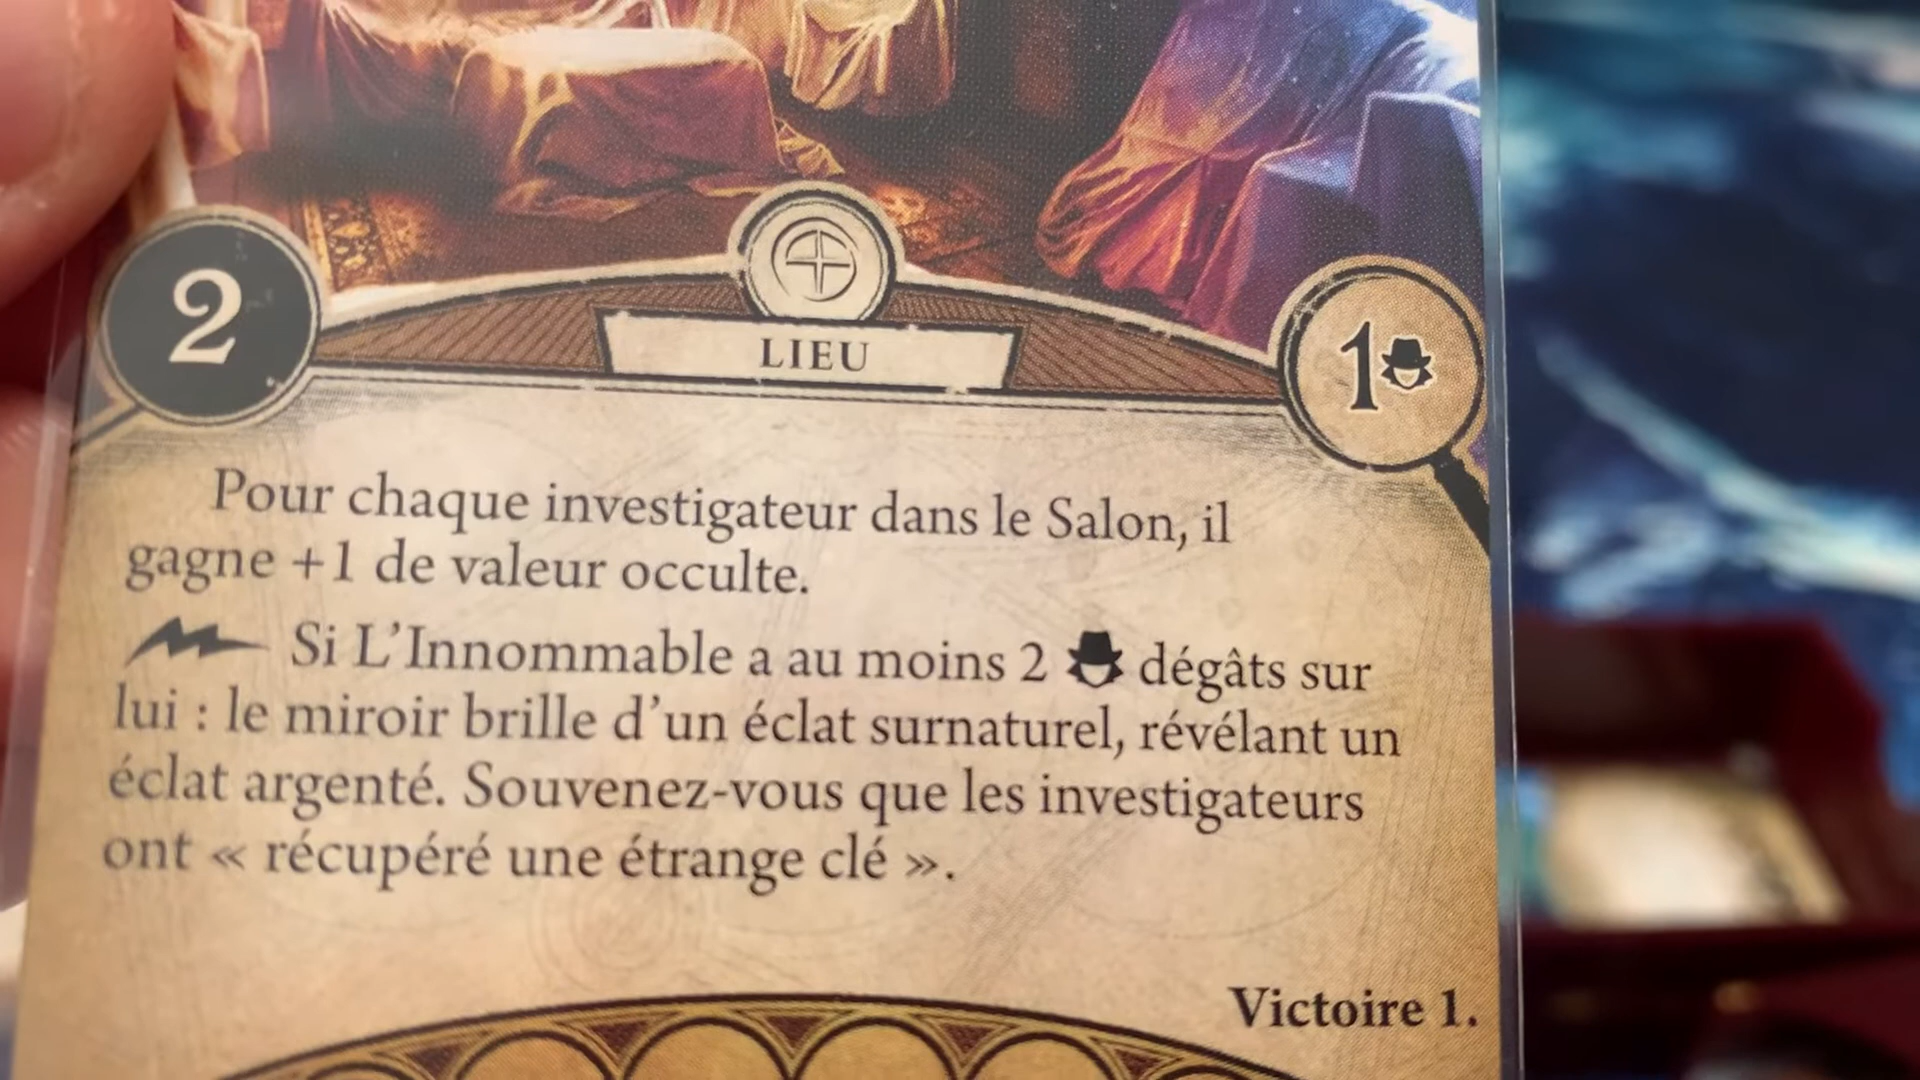 2
LIEU
1
Pour chaque investigateur dans le Salon, il
gagne +1 de valeur occulte.
Si L'Innommable a au moins 2 dégâts sur
lui : le miroir brille d'un éclat surnaturel, révélant un
éclat argenté. Souvenez-vous que les investigateurs
ont « récupéré une étrange clé ».
Victoire 1.